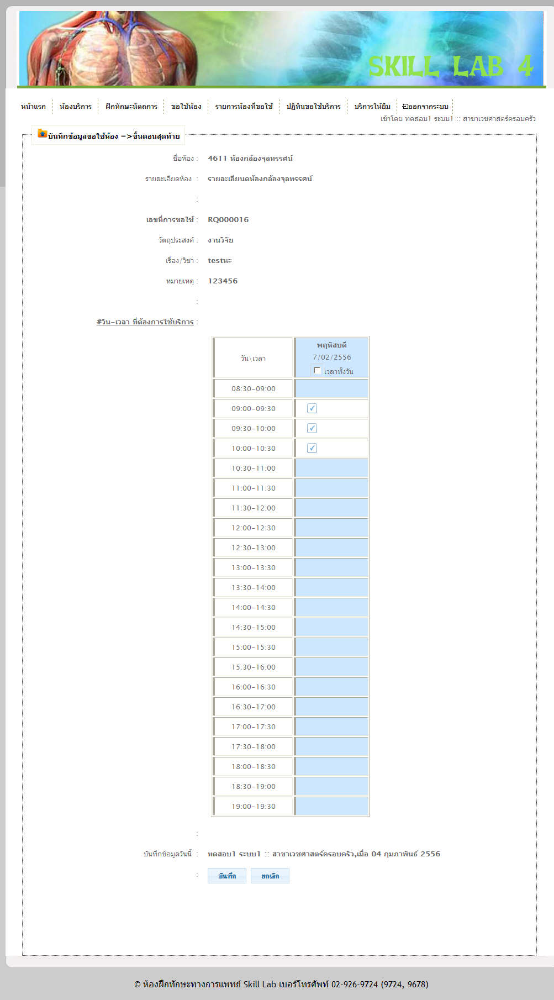 SKILL LAB 4
หน้าแรก ห้องบริการ ฝึกทักษะหัตถการ ขอใช้ห้อง รายการห้องที่ขอใช้ ปฏิทินขอใช้บริการ บริการให้ยืม ออกจากระบบ
เข้าโดย ทดสอบ1 ระบบ1 :: สาขาเวชศาสตร์ครอบครัว
บันทึกข้อมูลขอใช้ห้อง =>ขั้นตอนสุดท้าย
ชื่อห้อง : 4611 ห้องกล้องจุลทรรศน์
รายละเอียดห้อง : รายละเอียนดห้องกล้องจุลทรรศน์
:
เลขที่การขอใช้ : RQ000016
วัตถุประสงค์ : งานวิจัย
เรื่อง/วิชา : testหะ
หมายเหตุ : 123456
:
#วัน-เวลา ที่ต้องการใช้บริการ :
พฤหัสบดี
วัน\เวลา 7/02/2556
เวลาทั้งวัน
08:30-09:00
09:00-09:30
09:30-10:00
10:00-10:30
10:30-11:00
11:00-11:30
11:30-12:00
12:00-12:30
12:30-13:00
13:00-13:30
13:30-14:00
14:00-14:30
14:30-15:00
15:00-15:30
15:30-16:00
16:00-16:30
16:30-17:00
17:00-17:30
17:30-18:00
18:00-18:30
18:30-19:00
19:00-19:30
:
บันทึกข้อมูลวันนี้ : ทดสอบ1 ระบบ1 :: สาขาเวชศาสตร์ครอบครัว,เมื่อ 04 กุมภาพันธ์ 2556
: บันทึก ยกเลิก
© ห้องฝึกทักษะทางการแพทย์ Skill Lab เบอร์โทรศัพท์ 02-926-9724 (9724, 9678)